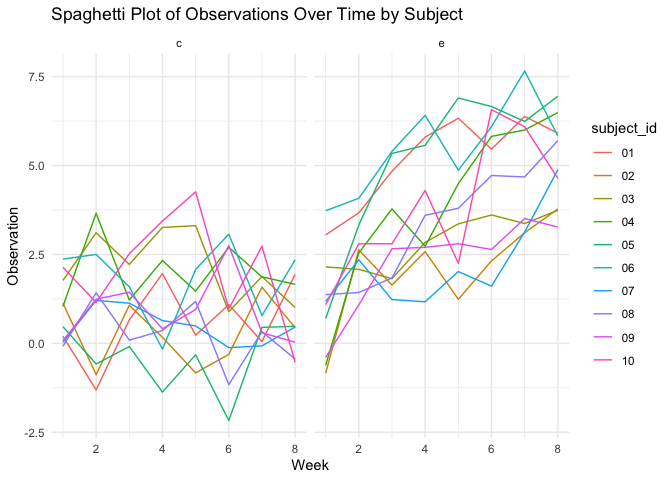 Spaghetti Plot of Observations Over Time by Subject
c e
7.5
5.0
2.5
0.0
-2.5
Observation
2 4 6 8 2 4 6 8
Week
subject_id
01
02
03
04
05
06
07
08
09
10